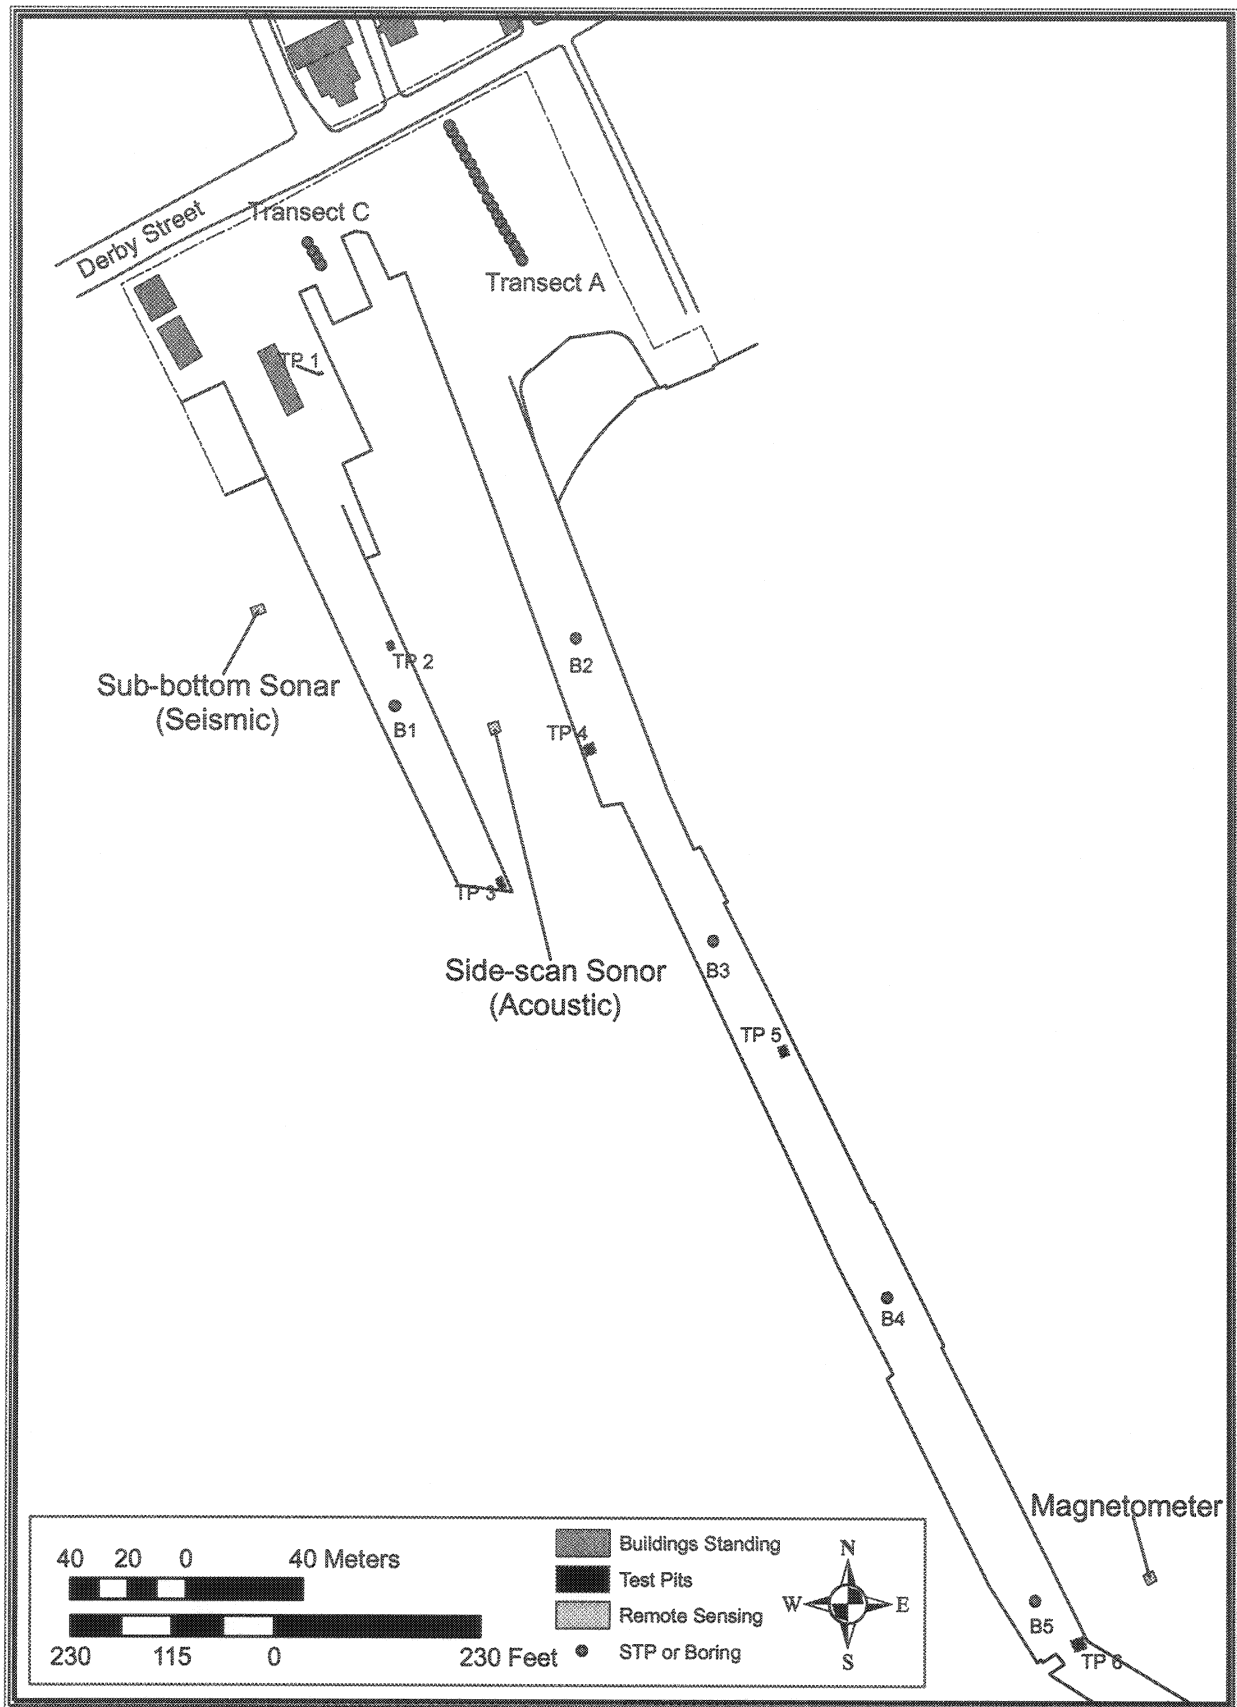 Derby Street
Transect C
Transect A
TP 1
TP 2
B2
Sub-bottom Sonar
(Seismic)
B1
TP 4
TP 3
Side-scan Sonor
(Acoustic)
B3
TP 5
B4
Magnetometer
B5
TP 6
40 20 0 40 Meters
230 115 0 230 Feet
Buildings Standing
Test Pits
Remote Sensing
STP or Boring
N
W E
S